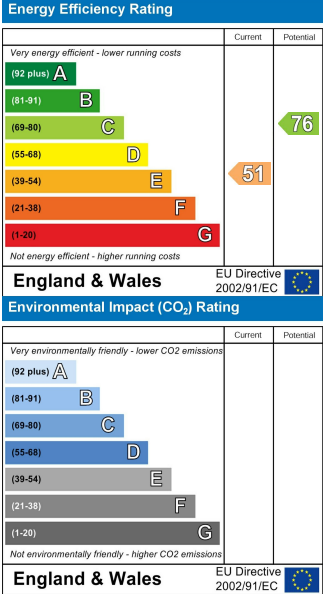 Energy Efficiency Rating
Current Potential
Very energy efficient - lower running costs
(92 plus) A
(81-91) B
(69-80) C
76
(55-68) D
(39-54) E
51
(21-38) F
(1-20) G
Not energy efficient - higher running costs
England & Wales
EU Directive
2002/91/EC
Environmental Impact (CO₂) Rating
Current Potential
Very environmentally friendly - lower CO2 emissions
(92 plus) A
(81-91) B
(69-80) C
(55-68) D
(39-54) E
(21-38) F
(1-20) G
Not environmentally friendly - higher CO2 emissions
England & Wales
EU Directive
2002/91/EC